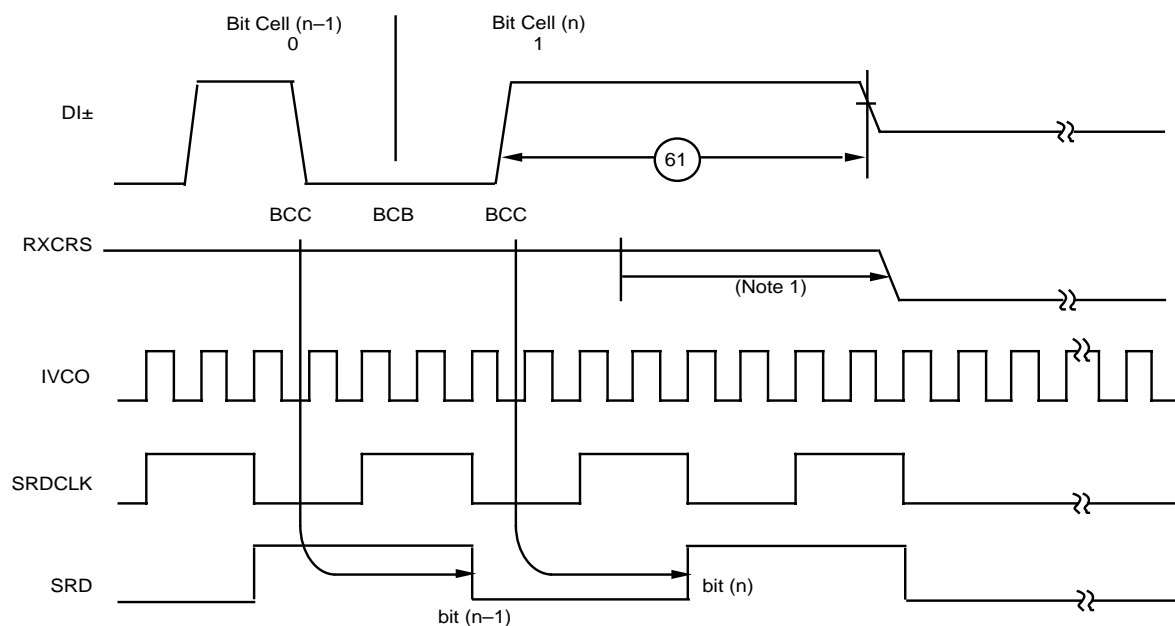 Bit Cell (n–1)
0
Bit Cell (n)
1
DI±
61
BCC
BCB
BCC
RXCRS
(Note 1)
IVCO
SRDCLK
SRD
bit (n–1)
bit (n)